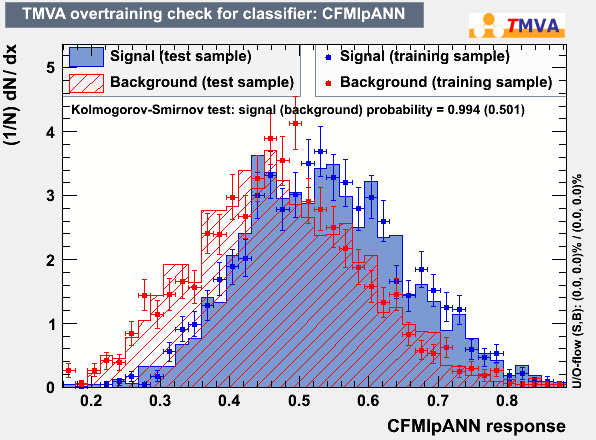 TMVA overtraining check for classifier: CFMlpANN
TMVA
Signal (test sample)
Background (test sample)
Signal (training sample)
Background (training sample)
Kolmogorov-Smirnov test: signal (background) probability = 0.994 (0.501)
(1/N) dN / dx
5
4
3
2
1
0
0.2 0.3 0.4 0.5 0.6 0.7 0.8
CFMlpANN response
U/O-flow (S,B): (0.0, 0.0)% / (0.0, 0.0)%